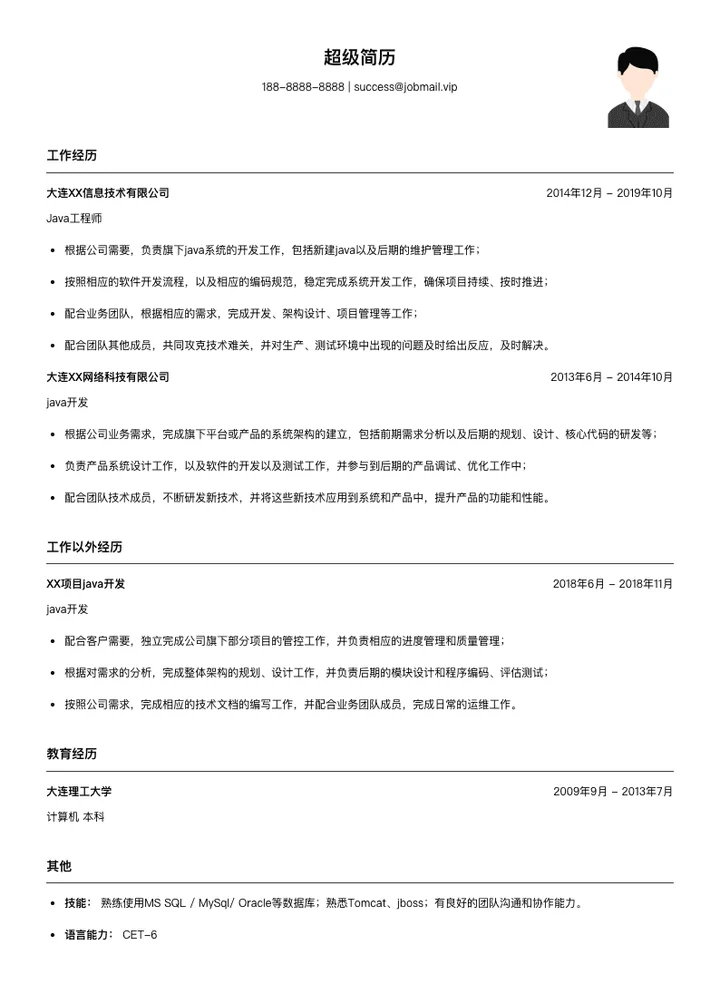 超级简历
188-8888-8888 | success@jobmail.vip
工作经历
大连XX信息技术有限公司 2014年12月 - 2019年10月
Java工程师
• 根据公司需要，负责旗下java系统的开发工作，包括新建java以及后期的维护管理工作；
• 按照相应的软件开发流程，以及相应的编码规范，稳定完成系统开发工作，确保项目持续、按时推进；
• 配合业务团队，根据相应的需求，完成开发、架构设计、项目管理等工作；
• 配合团队其他成员，共同攻克技术难关，并对生产、测试环境中出现的问题及时给出反应，及时解决。
大连XX网络科技有限公司 2013年6月 - 2014年10月
java开发
• 根据公司业务需求，完成旗下平台或产品的系统架构的建立，包括前期需求分析以及后期的规划、设计、核心代码的研发等；
• 负责产品系统设计工作，以及软件的开发以及测试工作，并参与到后期的产品调试、优化工作中；
• 配合团队技术成员，不断研发新技术，并将这些新技术应用到系统和产品中，提升产品的功能和性能。
工作以外经历
XX项目java开发 2018年6月 - 2018年11月
java开发
• 配合客户需要，独立完成公司旗下部分项目的管控工作，并负责相应的进度管理和质量管理；
• 根据对需求的分析，完成整体架构的规划、设计工作，并负责后期的模块设计和程序编码、评估测试；
• 按照公司需求，完成相应的技术文档的编写工作，并配合业务团队成员，完成日常的运维工作。
教育经历
大连理工大学 2009年9月 - 2013年7月
计算机 本科
其他
• 技能： 熟练使用MS SQL / MySql/ Oracle等数据库；熟悉Tomcat、jboss；有良好的团队沟通和协作能力。
• 语言能力： CET-6